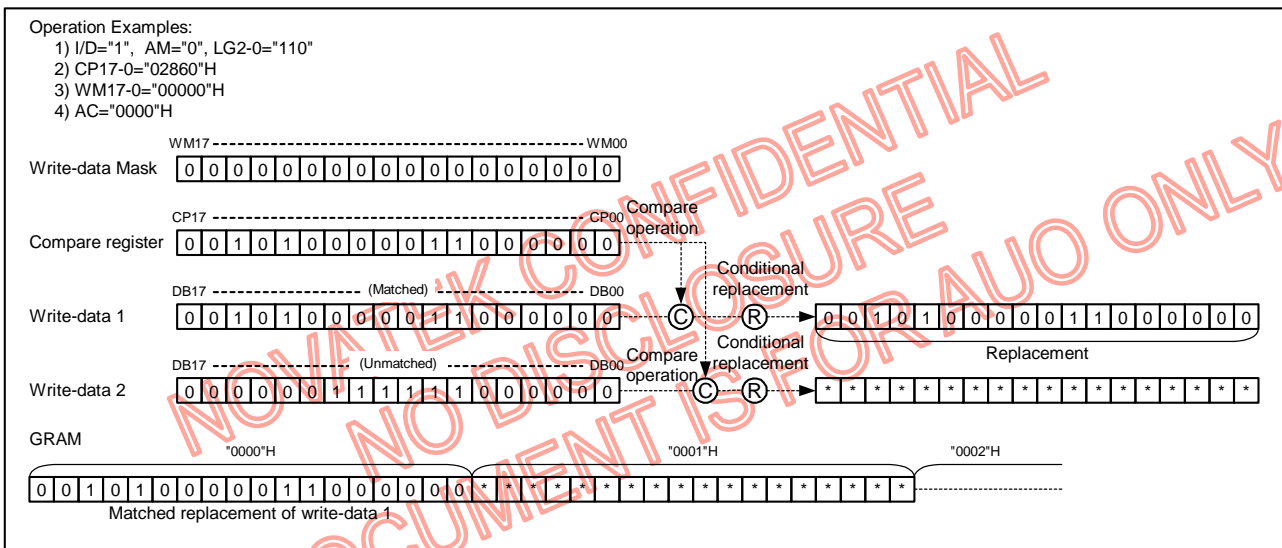 Operation Examples:
1) I/D="1", AM="0", LG2-0="110"
2) CP17-0="02860"H
3) WM17-0="00000"H
4) AC="0000"H
WM17 WM00
Write-data Mask 0 0 0 0 0 0 0 0 0 0 0 0 0 0 0 0 0 0
CP17 CP00
Compare operation
Compare register 0 0 1 0 1 0 0 0 0 0 1 1 0 0 0 0 0 0
DB17 (Matched) DB00
Conditional replacement
Write-data 1 0 0 1 0 1 0 0 0 0 0 1 1 0 0 0 0 0 0 C R 0 0 1 0 1 0 0 0 0 0 1 1 0 0 0 0 0 0
Replacement
DB17 (Unmatched) DB00
Compare operation
Conditional replacement
Write-data 2 0 0 0 0 0 0 1 1 1 1 1 1 0 0 0 0 0 0 C R * * * * * * * * * * * * * * * * * *
GRAM
"0000"H "0001"H "0002"H
0 0 1 0 1 0 0 0 0 0 1 1 0 0 0 0 0 0 * * * * * * * * * * * * * * * * * *
Matched replacement of write-data 1
NOVATEK CONFIDENTIAL
NO DISCLOSURE
OCUMENT IS FOR AUO ONLY